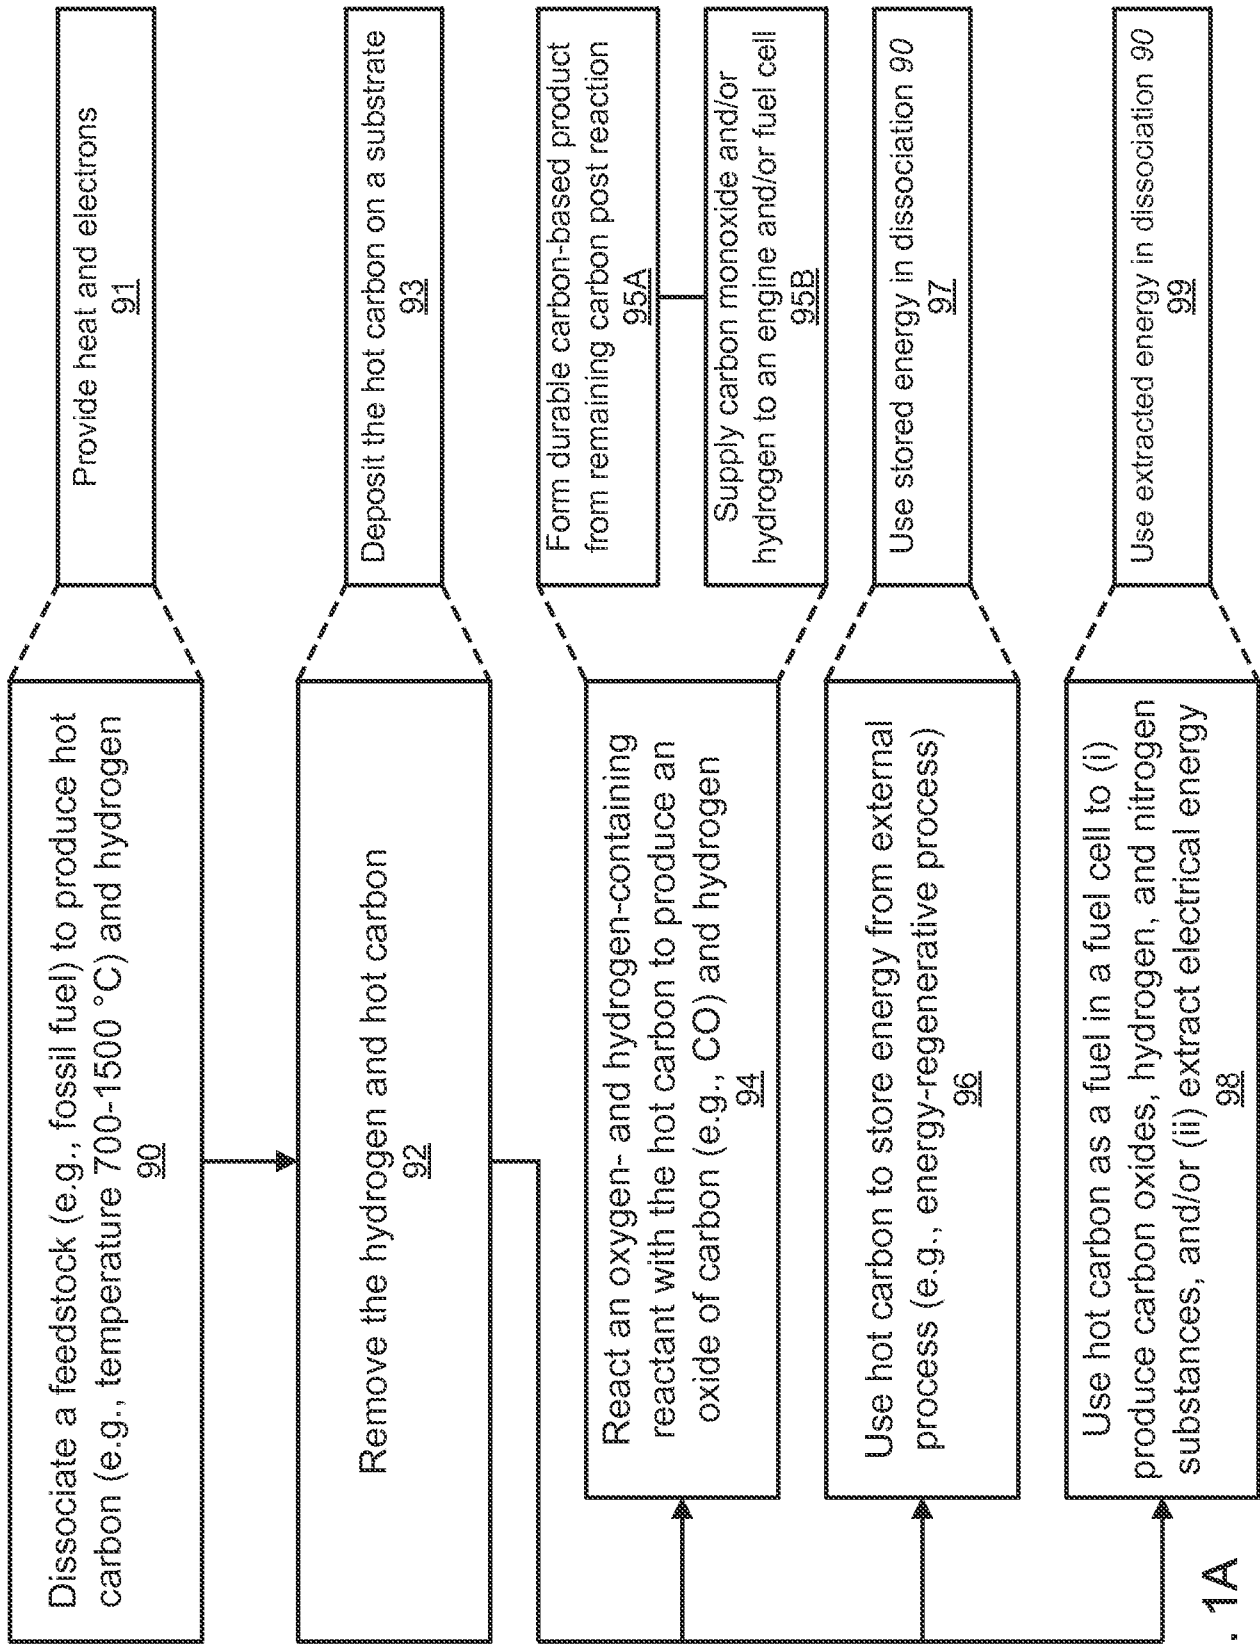 Dissociate a feedstock (e.g., fossil fuel) to produce hot
carbon (e.g., temperature 700-1500 °C) and hydrogen
90
Provide heat and electrons
91
Remove the hydrogen and hot carbon
92
Deposit the hot carbon on a substrate
93
React an oxygen- and hydrogen-containing
reactant with the hot carbon to produce an
oxide of carbon (e.g., CO) and hydrogen
94
Form durable carbon-based product
from remaining carbon post reaction
95A
Supply carbon monoxide and/or
hydrogen to an engine and/or fuel cell
95B
Use hot carbon to store energy from external
process (e.g., energy-regenerative process)
96
Use stored energy in dissociation 90
97
Use hot carbon as a fuel in a fuel cell to (i)
produce carbon oxides, hydrogen, and nitrogen
substances, and/or (ii) extract electrical energy
98
Use extracted energy in dissociation 90
99
. 1A